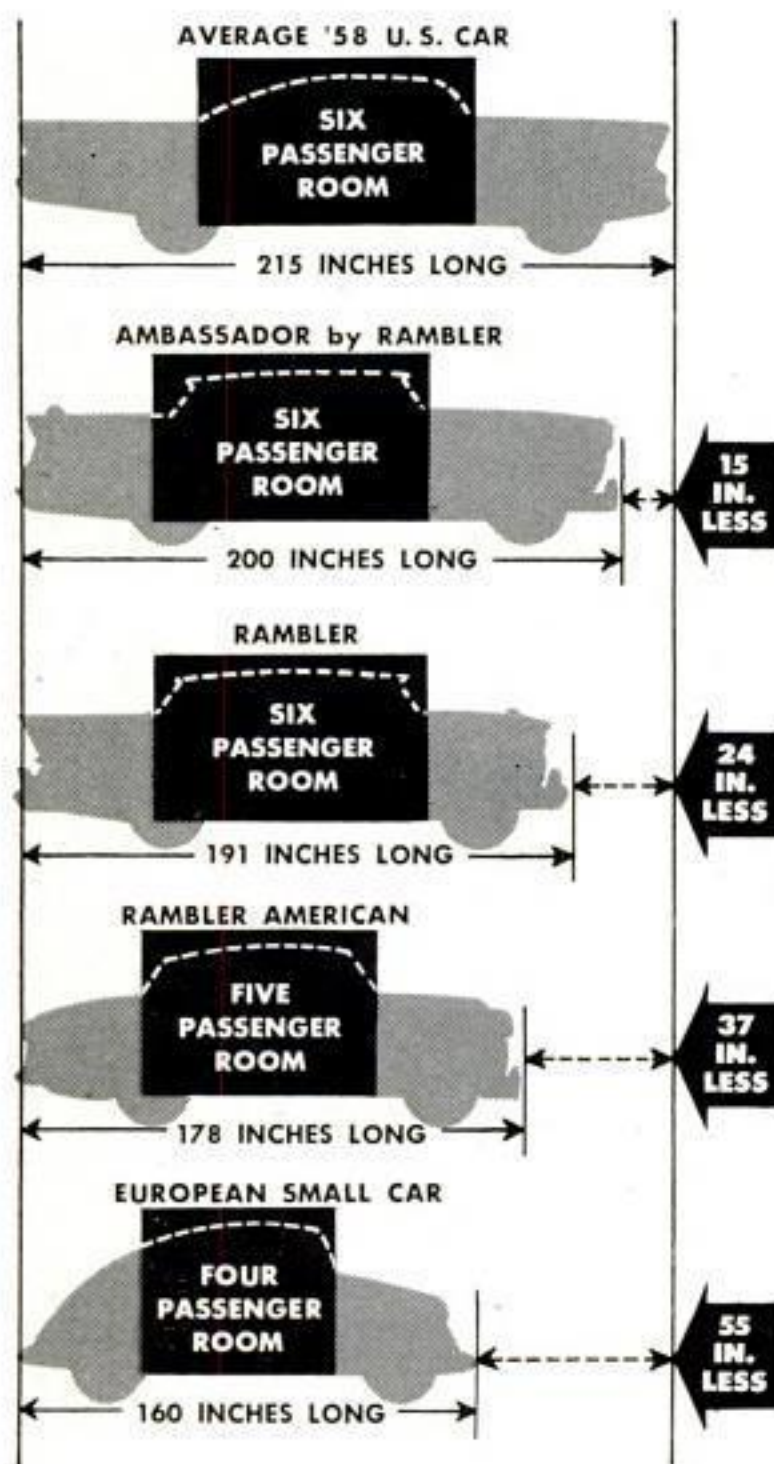 AVERAGE '58 U.S. CAR
SIX
PASSENGER
ROOM
215 INCHES LONG
AMBASSADOR by RAMBLER
SIX
PASSENGER
ROOM
200 INCHES LONG
15
IN.
LESS
RAMBLER
SIX
PASSENGER
ROOM
191 INCHES LONG
24
IN.
LESS
RAMBLER AMERICAN
FIVE
PASSENGER
ROOM
178 INCHES LONG
37
IN.
LESS
EUROPEAN SMALL CAR
FOUR
PASSENGER
ROOM
160 INCHES LONG
55
IN.
LESS